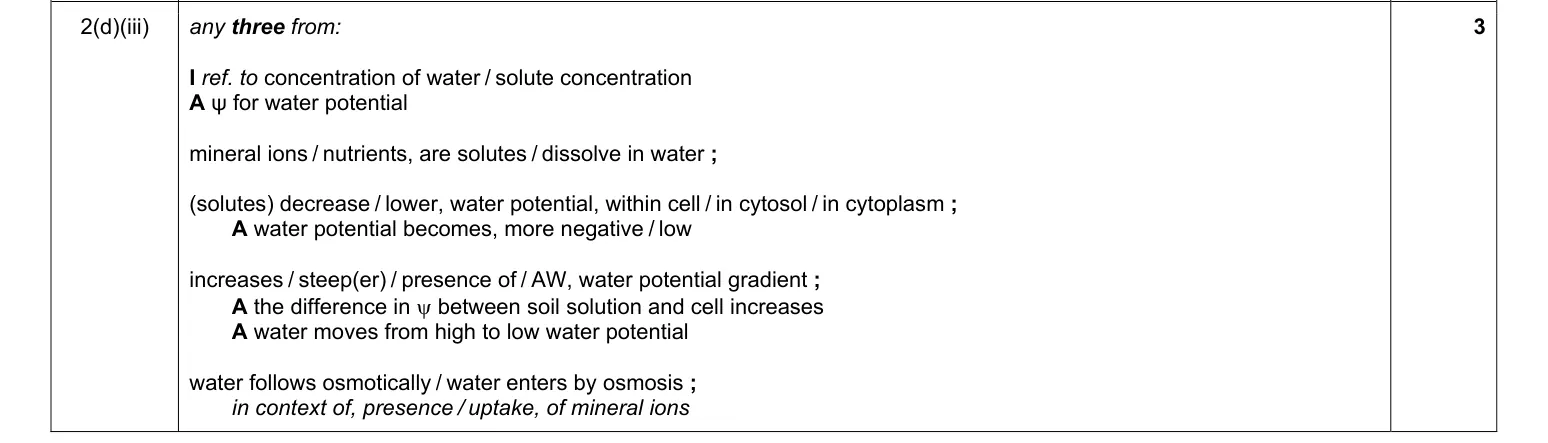 2(d)(iii) any three from: 3
I ref. to concentration of water / solute concentration
A ψ for water potential
mineral ions / nutrients, are solutes / dissolve in water ;
(solutes) decrease / lower, water potential, within cell / in cytosol / in cytoplasm ;
A water potential becomes, more negative / low
increases / steep(er) / presence of / AW, water potential gradient ;
A the difference in ψ between soil solution and cell increases
A water moves from high to low water potential
water follows osmotically / water enters by osmosis ;
in context of, presence / uptake, of mineral ions